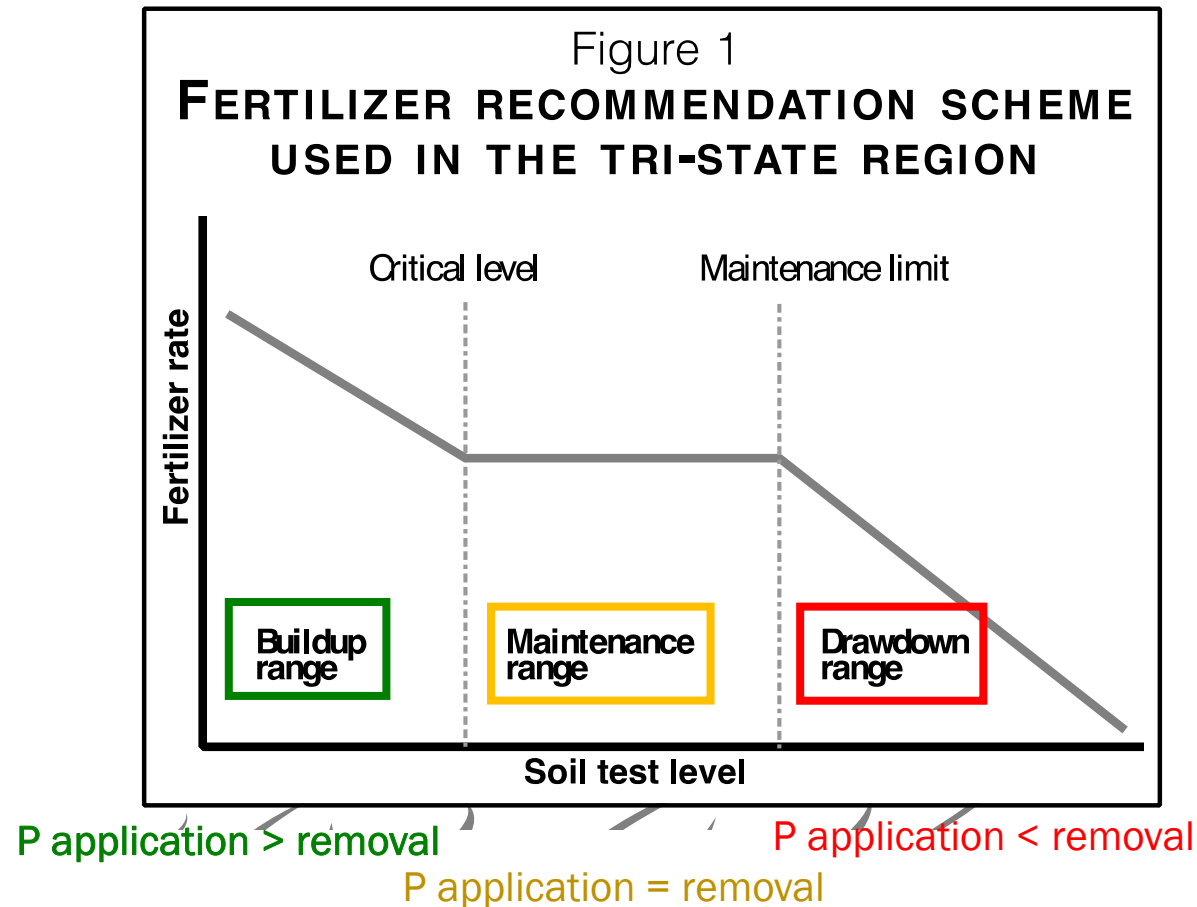 Figure 1
FERTILIZER RECOMMENDATION SCHEME
USED IN THE TRI-STATE REGION
Critical level
Maintenance limit
Fertilizer rate
Buildup
range
Maintenance
range
Drawdown
range
Soil test level
P application > removal
P application < removal
P application = removal